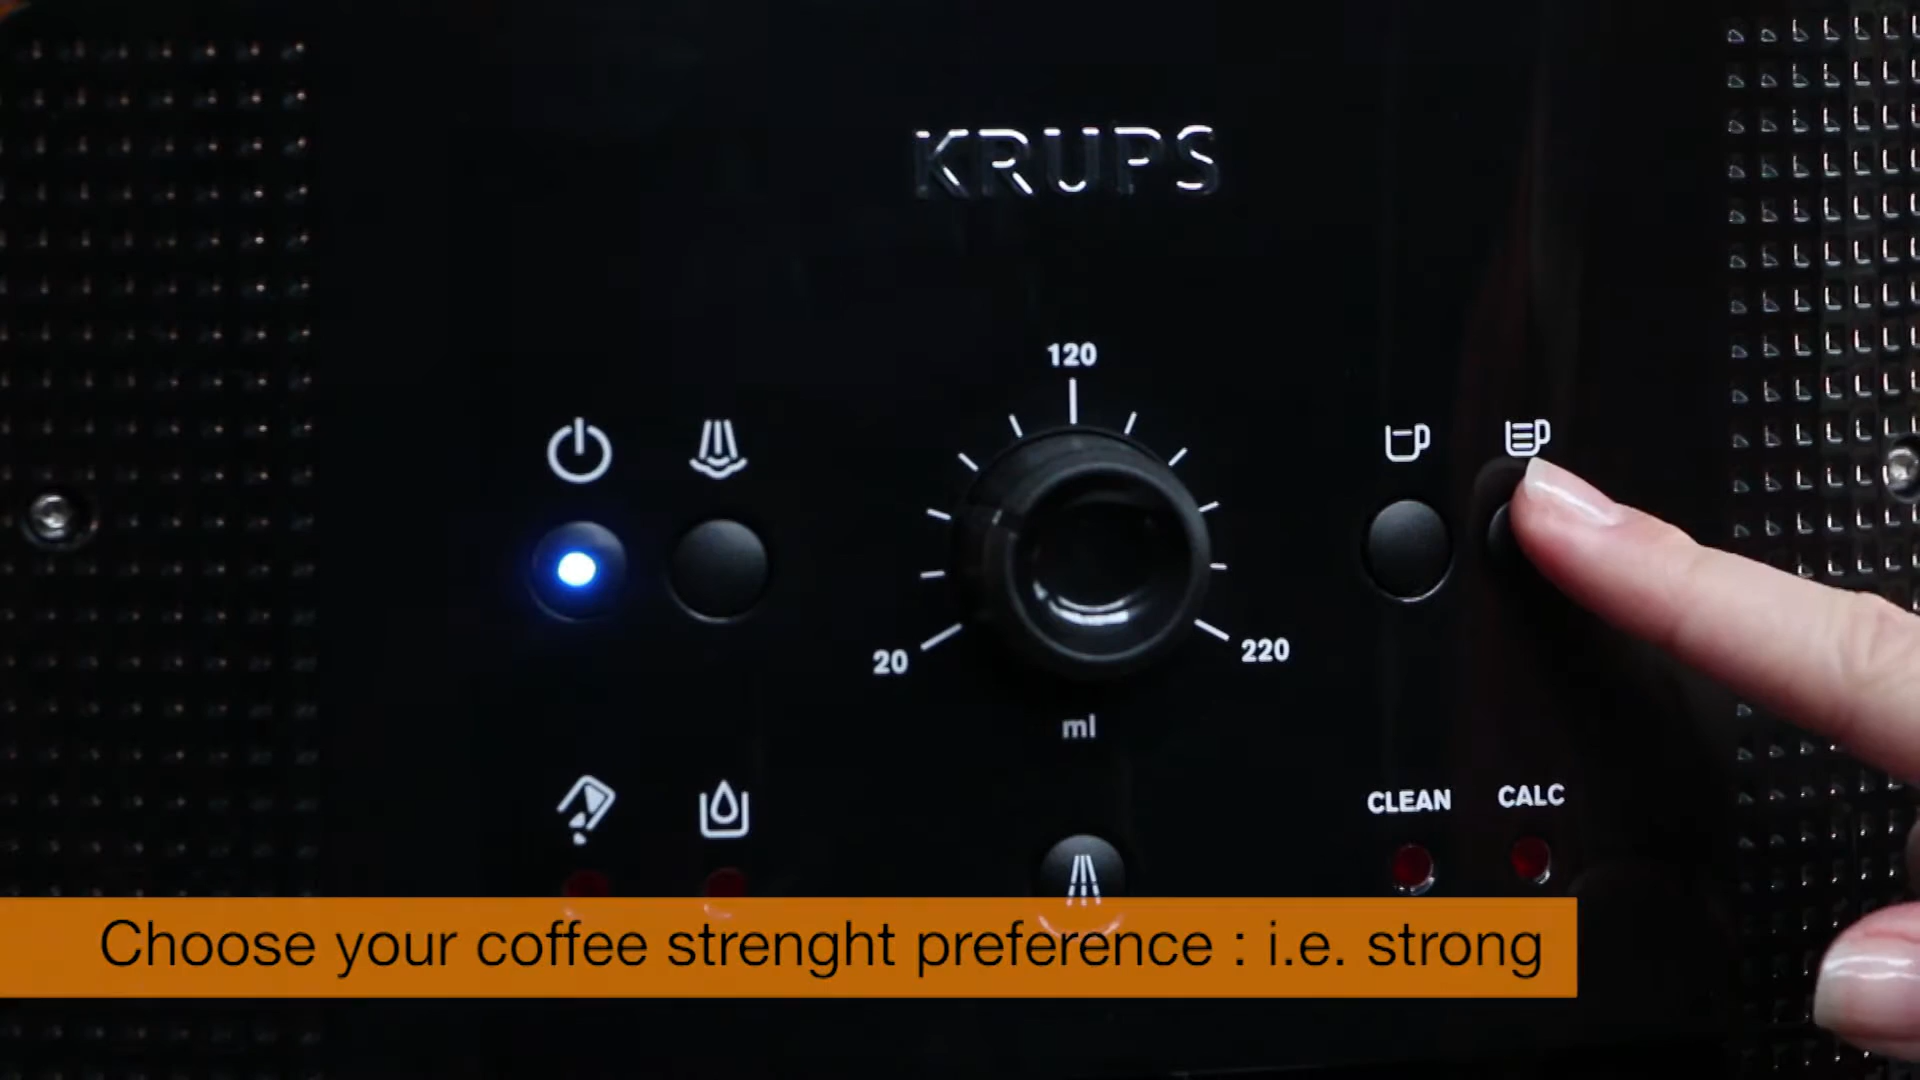 KRUPS
120
20
220
ml
CLEAN
CALC
Choose your coffee strenght preference : i.e. strong